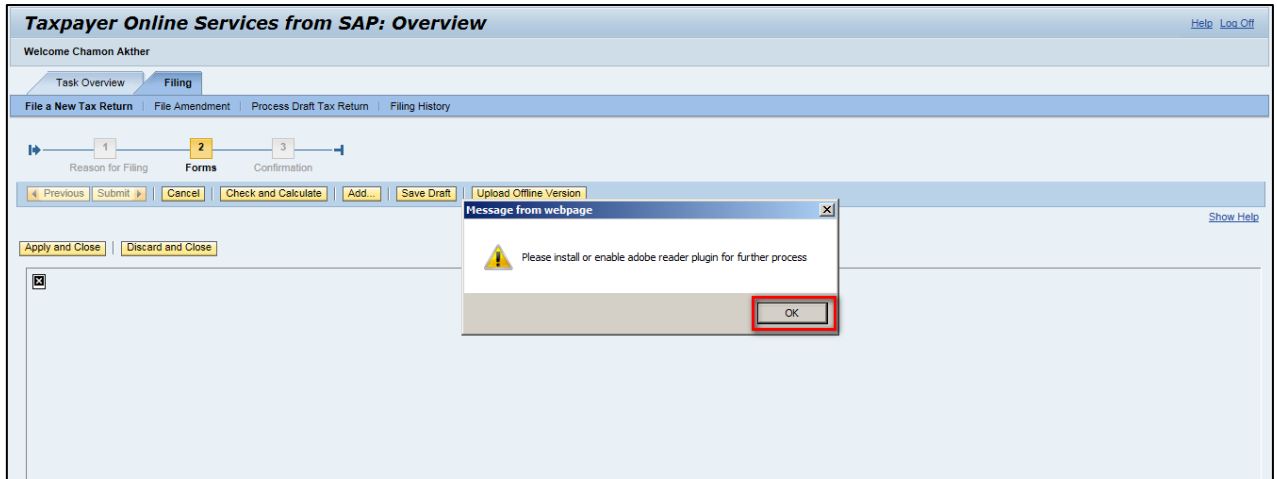 Taxpayer Online Services from SAP: Overview
Help Log Off
Welcome Chamon Akther
Task Overview Filing
File a New Tax Return | File Amendment | Process Draft Tax Return | Filing History
1 2 3
Reason for Filing Forms Confirmation
Previous Submit Cancel Check and Calculate Add... Save Draft Upload Offline Version
Message from webpage
Show Help
Apply and Close Discard and Close
Please install or enable adobe reader plugin for further process
OK